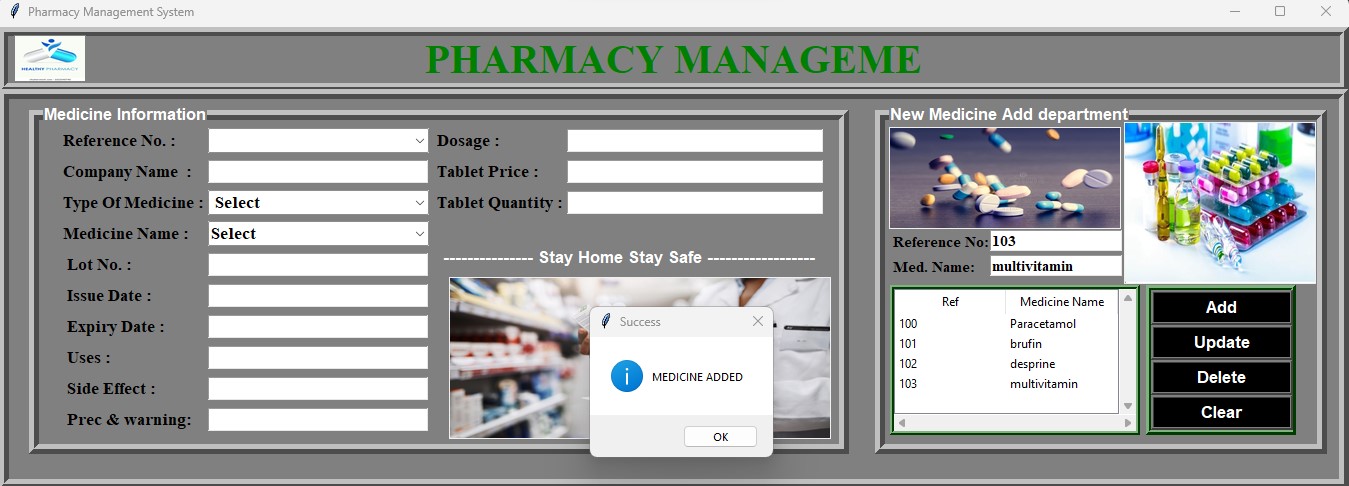 Pharmacy Management System
HEALTHY PHARMACY
PHARMACY MANAGEME
Medicine Information
Reference No. :
Company Name :
Type Of Medicine : Select
Medicine Name : Select
Lot No. :
Issue Date :
Expiry Date :
Uses :
Side Effect :
Prec & warning:
Dosage :
Tablet Price :
Tablet Quantity :
--------------- Stay Home Stay Safe ------------------
Success
MEDICINE ADDED
OK
New Medicine Add department
Reference No: 103
Med. Name: multivitamin
Ref Medicine Name
100 Paracetamol
101 brufin
102 desprine
103 multivitamin
Add
Update
Delete
Clear